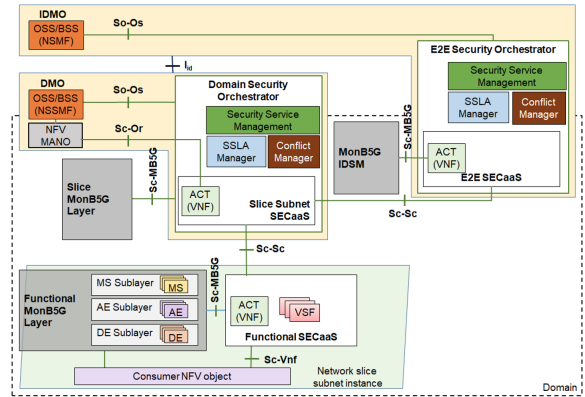 IDMO
OSS/BSS
(NSMF)
So-Os
E2E Security Orchestrator
Security Service
Management
SSLA
Manager
Conflict
Manager
ACT
(VNF)
E2E SECaaS
I_id
DMO
OSS/BSS
(NSSMF)
NFV
MANO
So-Os
Sc-Or
Domain Security
Orchestrator
Security Service
Management
SSLA
Manager
Conflict
Manager
ACT
(VNF)
Slice Subnet
SECaaS
MonB5G
IDSM
Sc-MB5G
Slice
MonB5G
Layer
Sc-MB5G
Sc-Sc
Sc-Sc
Functional
MonB5G
Layer
MS Sublayer
MS
AE Sublayer
AE
DE Sublayer
DE
Sc-MB5G
ACT
(VNF)
VSF
Functional SECaaS
Sc-Vnf
Consumer NFV object
Network slice
subnet instance
Domain